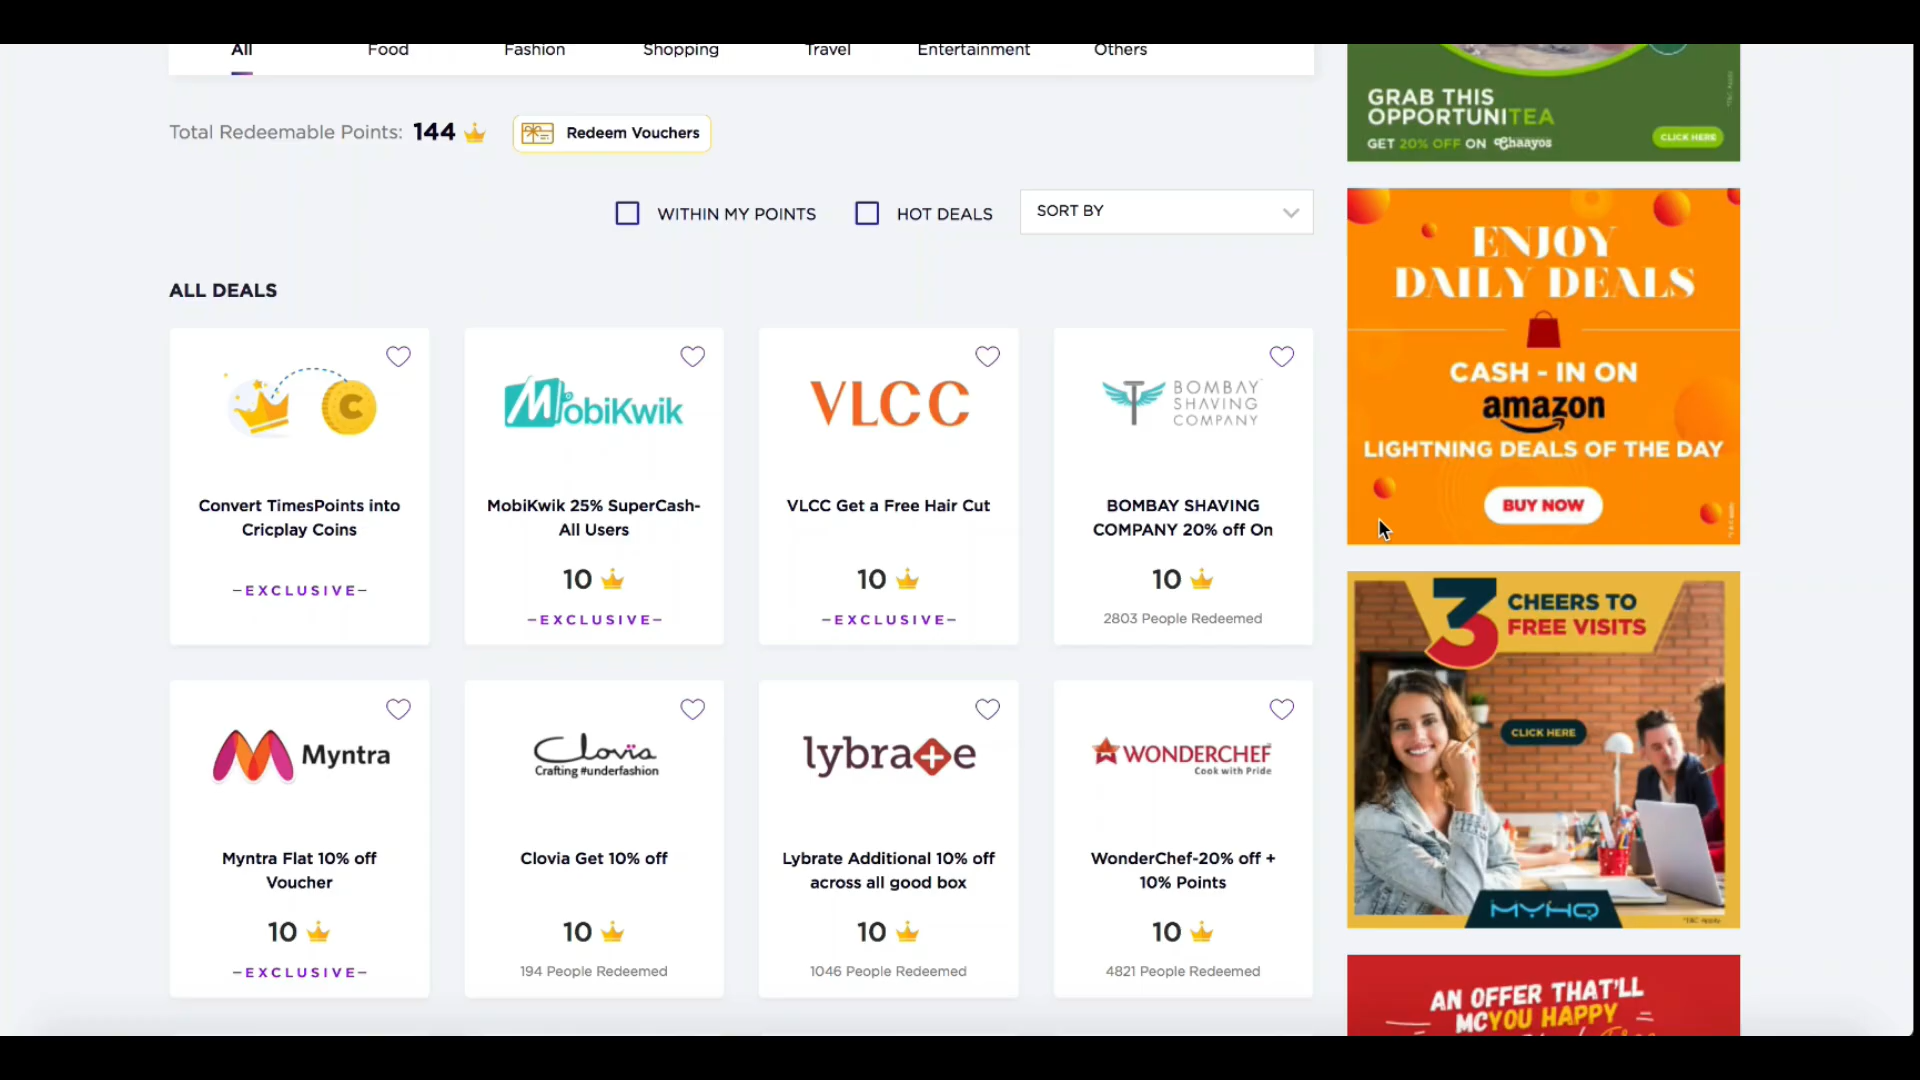 All Food Fashion Shopping Travel Entertainment Others
Total Redeemable Points: 144 Redeem Vouchers
WITHIN MY POINTS HOT DEALS SORT BY
ALL DEALS
C
Convert TimesPoints into
Cricplay Coins
–EXCLUSIVE–
MobiKwik
MobiKwik 25% SuperCash-
All Users
10
–EXCLUSIVE–
VLCC
VLCC Get a Free Hair Cut
10
–EXCLUSIVE–
BOMBAY
SHAVING
COMPANY
BOMBAY SHAVING
COMPANY 20% off On
10
2803 People Redeemed
Myntra
Myntra Flat 10% off
Voucher
10
–EXCLUSIVE–
Clovia
Crafting #underfashion
Clovia Get 10% off
10
194 People Redeemed
lybrate
Lybrate Additional 10% off
across all good box
10
1046 People Redeemed
WONDERCHEF
Cook with Pride
WonderChef-20% off +
10% Points
10
4821 People Redeemed
GRAB THIS
OPPORTUNITEA
GET 20% OFF ON Chaayos
CLICK HERE
ENJOY
DAILY DEALS
CASH - IN ON
amazon
LIGHTNING DEALS OF THE DAY
BUY NOW
3 CHEERS TO
FREE VISITS
CLICK HERE
MYHQ
*T&C Apply
AN OFFER THAT'LL
MCYOU HAPPY